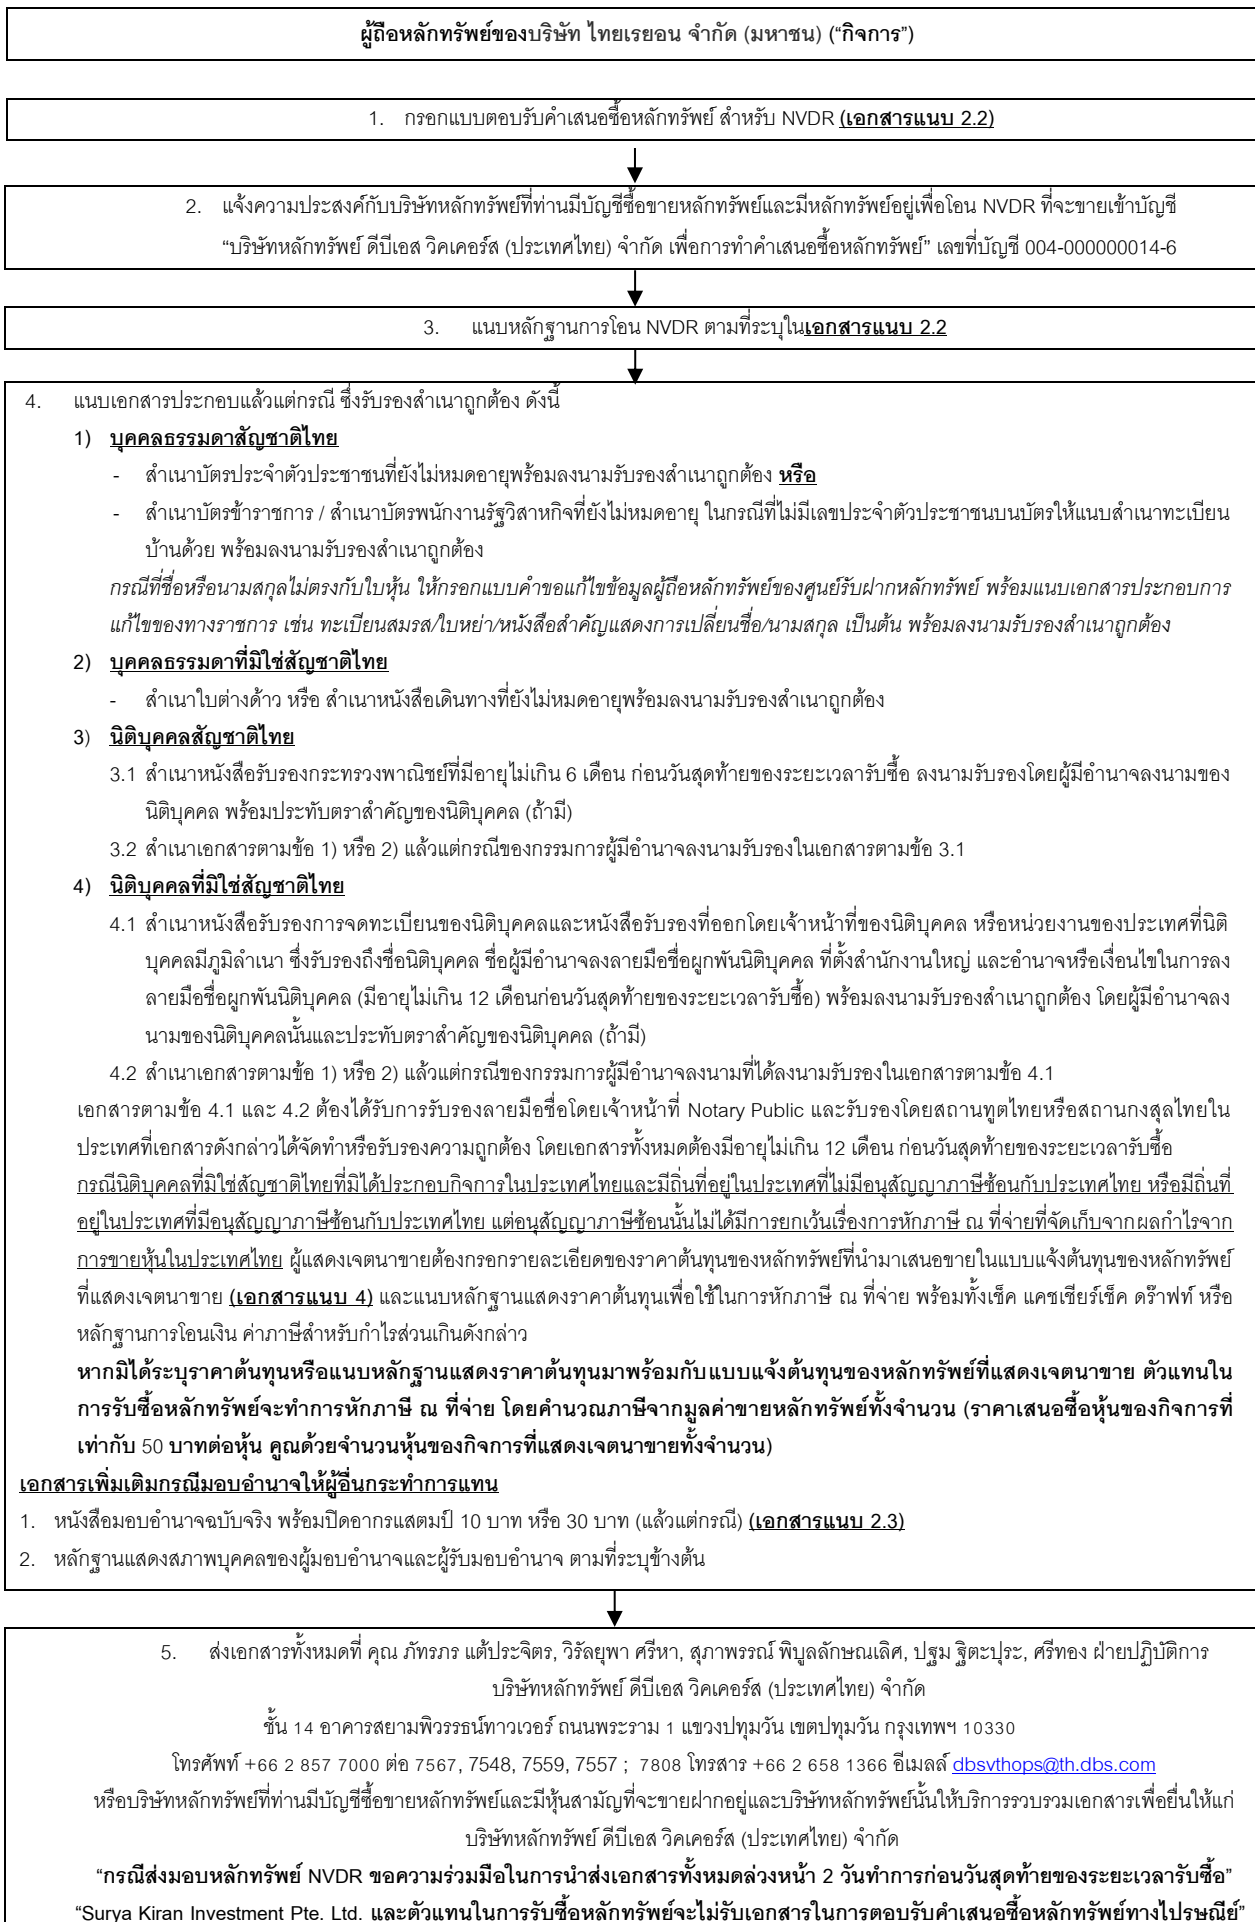 ผู้ถือหลักทรัพย์ของบริษัท ไทยเรยอน จำกัด (มหาชน) (“กิจการ”)
1. กรอกแบบตอบรับคำเสนอซื้อหลักทรัพย์ สำหรับ NVDR (เอกสารแนบ 2.2)
2. แจ้งความประสงค์กับบริษัทหลักทรัพย์ที่ท่านมีบัญชีซื้อขายหลักทรัพย์และมีหลักทรัพย์อยู่เพื่อโอน NVDR ที่จะขายเข้าบัญชี
“บริษัทหลักทรัพย์ ดีบีเอส วิคเคอร์ส (ประเทศไทย) จำกัด เพื่อการทำคำเสนอซื้อหลักทรัพย์” เลขที่บัญชี 004-000000014-6
3. แนบหลักฐานการโอน NVDR ตามที่ระบุในเอกสารแนบ 2.2
4. แนบเอกสารประกอบแล้วแต่กรณี ซึ่งรับรองสำเนาถูกต้อง ดังนี้
1) บุคคลธรรมดาสัญชาติไทย
- สำเนาบัตรประจำตัวประชาชนที่ยังไม่หมดอายุพร้อมลงนามรับรองสำเนาถูกต้อง หรือ
- สำเนาบัตรข้าราชการ / สำเนาบัตรพนักงานรัฐวิสาหกิจที่ยังไม่หมดอายุ ในกรณีที่ไม่มีเลขประจำตัวประชาชนบนบัตรให้แนบสำเนาทะเบียน
บ้านด้วย พร้อมลงนามรับรองสำเนาถูกต้อง
กรณีที่ชื่อหรือนามสกุลไม่ตรงกับใบหุ้น ให้กรอกแบบคำขอแก้ไขข้อมูลผู้ถือหลักทรัพย์ของศูนย์รับฝากหลักทรัพย์ พร้อมแนบเอกสารประกอบการ
แก้ไขของทางราชการ เช่น ทะเบียนสมรส/ใบหย่า/หนังสือสำคัญแสดงการเปลี่ยนชื่อ/นามสกุล เป็นต้น พร้อมลงนามรับรองสำเนาถูกต้อง
2) บุคคลธรรมดาที่มิใช่สัญชาติไทย
- สำเนาใบต่างด้าว หรือ สำเนาหนังสือเดินทางที่ยังไม่หมดอายุพร้อมลงนามรับรองสำเนาถูกต้อง
3) นิติบุคคลสัญชาติไทย
3.1 สำเนาหนังสือรับรองกระทรวงพาณิชย์ที่มีอายุไม่เกิน 6 เดือน ก่อนวันสุดท้ายของระยะเวลารับซื้อ ลงนามรับรองโดยผู้มีอำนาจลงนามของ
นิติบุคคล พร้อมประทับตราสำคัญของนิติบุคคล (ถ้ามี)
3.2 สำเนาเอกสารตามข้อ 1) หรือ 2) แล้วแต่กรณีของกรรมการผู้มีอำนาจลงนามรับรองในเอกสารตามข้อ 3.1
4) นิติบุคคลที่มิใช่สัญชาติไทย
4.1 สำเนาหนังสือรับรองการจดทะเบียนของนิติบุคคลและหนังสือรับรองที่ออกโดยเจ้าหน้าที่ของนิติบุคคล หรือหน่วยงานของประเทศที่นิติ
บุคคลมีภูมิลำเนา ซึ่งรับรองถึงชื่อนิติบุคคล ชื่อผู้มีอำนาจลงลายมือชื่อผูกพันนิติบุคคล ที่ตั้งสำนักงานใหญ่ และอำนาจหรือเงื่อนไขในการลง
ลายมือชื่อผูกพันนิติบุคคล (มีอายุไม่เกิน 12 เดือนก่อนวันสุดท้ายของระยะเวลารับซื้อ) พร้อมลงนามรับรองสำเนาถูกต้อง โดยผู้มีอำนาจลง
นามของนิติบุคคลนั้นและประทับตราสำคัญของนิติบุคคล (ถ้ามี)
4.2 สำเนาเอกสารตามข้อ 1) หรือ 2) แล้วแต่กรณีของกรรมการผู้มีอำนาจลงนามที่ได้ลงนามรับรองในเอกสารตามข้อ 4.1
เอกสารตามข้อ 4.1 และ 4.2 ต้องได้รับการรับรองลายมือชื่อโดยเจ้าหน้าที่ Notary Public และรับรองโดยสถานทูตไทยหรือสถานกงสุลไทยใน
ประเทศที่เอกสารดังกล่าวได้จัดทำหรือรับรองความถูกต้อง โดยเอกสารทั้งหมดต้องมีอายุไม่เกิน 12 เดือน ก่อนวันสุดท้ายของระยะเวลารับซื้อ
กรณีนิติบุคคลที่มิใช่สัญชาติไทยที่มิได้ประกอบกิจการในประเทศไทยและมีถิ่นที่อยู่ในประเทศที่ไม่มีอนุสัญญาภาษีซ้อนกับประเทศไทย หรือมีถิ่นที่
อยู่ในประเทศที่มีอนุสัญญาภาษีซ้อนกับประเทศไทย แต่อนุสัญญาภาษีซ้อนนั้นไม่ได้มีการยกเว้นเรื่องการหักภาษี ณ ที่จ่ายที่จัดเก็บจากผลกำไรจาก
การขายหุ้นในประเทศไทย ผู้แสดงเจตนาขายต้องกรอกรายละเอียดของราคาต้นทุนของหลักทรัพย์ที่นำมาเสนอขายในแบบแจ้งต้นทุนของหลักทรัพย์
ที่แสดงเจตนาขาย (เอกสารแนบ 4) และแนบหลักฐานแสดงราคาต้นทุนเพื่อใช้ในการหักภาษี ณ ที่จ่าย พร้อมทั้งเช็ค แคชเชียร์เช็ค ดร๊าฟท์ หรือ
หลักฐานการโอนเงิน ค่าภาษีสำหรับกำไรส่วนเกินดังกล่าว
หากมิได้ระบุราคาต้นทุนหรือแนบหลักฐานแสดงราคาต้นทุนมาพร้อมกับแบบแจ้งต้นทุนของหลักทรัพย์ที่แสดงเจตนาขาย ตัวแทนใน
การรับซื้อหลักทรัพย์จะทำการหักภาษี ณ ที่จ่าย โดยคำนวณภาษีจากมูลค่าขายหลักทรัพย์ทั้งจำนวน (ราคาเสนอซื้อหุ้นของกิจการที่
เท่ากับ 50 บาทต่อหุ้น คูณด้วยจำนวนหุ้นของกิจการที่แสดงเจตนาขายทั้งจำนวน)
เอกสารเพิ่มเติมกรณีมอบอำนาจให้ผู้อื่นกระทำการแทน
1. หนังสือมอบอำนาจฉบับจริง พร้อมปิดอากรแสตมป์ 10 บาท หรือ 30 บาท (แล้วแต่กรณี) (เอกสารแนบ 2.3)
2. หลักฐานแสดงสภาพบุคคลของผู้มอบอำนาจและผู้รับมอบอำนาจ ตามที่ระบุข้างต้น
5. ส่งเอกสารทั้งหมดที่ คุณ ภัทรภร แต้ประจิตร, วิรัลยุพา ศรีหา, สุภาพรรณ์ พิบูลลักษณเลิศ, ปฐม ฐิตะปุระ, ศรีทอง ฝ่ายปฏิบัติการ
บริษัทหลักทรัพย์ ดีบีเอส วิคเคอร์ส (ประเทศไทย) จำกัด
ชั้น 14 อาคารสยามพิวรรธน์ทาวเวอร์ ถนนพระราม 1 แขวงปทุมวัน เขตปทุมวัน กรุงเทพฯ 10330
โทรศัพท์ +66 2 857 7000 ต่อ 7567, 7548, 7559, 7557 ; 7808 โทรสาร +66 2 658 1366 อีเมลล์ dbsvthops@th.dbs.com
หรือบริษัทหลักทรัพย์ที่ท่านมีบัญชีซื้อขายหลักทรัพย์และมีหุ้นสามัญที่จะขายฝากอยู่และบริษัทหลักทรัพย์นั้นให้บริการรวบรวมเอกสารเพื่อยื่นให้แก่
บริษัทหลักทรัพย์ ดีบีเอส วิคเคอร์ส (ประเทศไทย) จำกัด
“กรณีส่งมอบหลักทรัพย์ NVDR ขอความร่วมมือในการนำส่งเอกสารทั้งหมดล่วงหน้า 2 วันทำการก่อนวันสุดท้ายของระยะเวลารับซื้อ”
“Surya Kiran Investment Pte. Ltd. และตัวแทนในการรับซื้อหลักทรัพย์จะไม่รับเอกสารในการตอบรับคำเสนอซื้อหลักทรัพย์ทางไปรษณีย์”